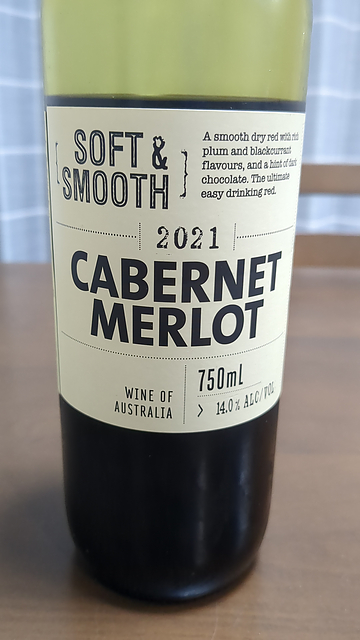 SOFT &
SMOOTH
A smooth dry red with rich
plum and blackcurrant
flavours, and a hint of dark
chocolate. The ultimate
easy drinking red.
2021
CABERNET
MERLOT
WINE OF
AUSTRALIA
750mL
> 14.0% ALC/VOL